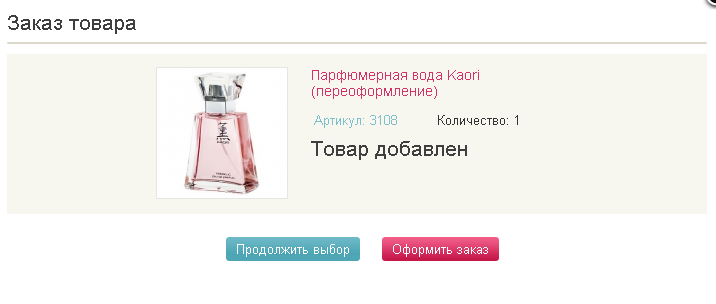 Заказ товара
Парфюмерная вода Kaori
(переоформление)
Артикул: 3108 Количество: 1
Товар добавлен
Продолжить выбор Оформить заказ